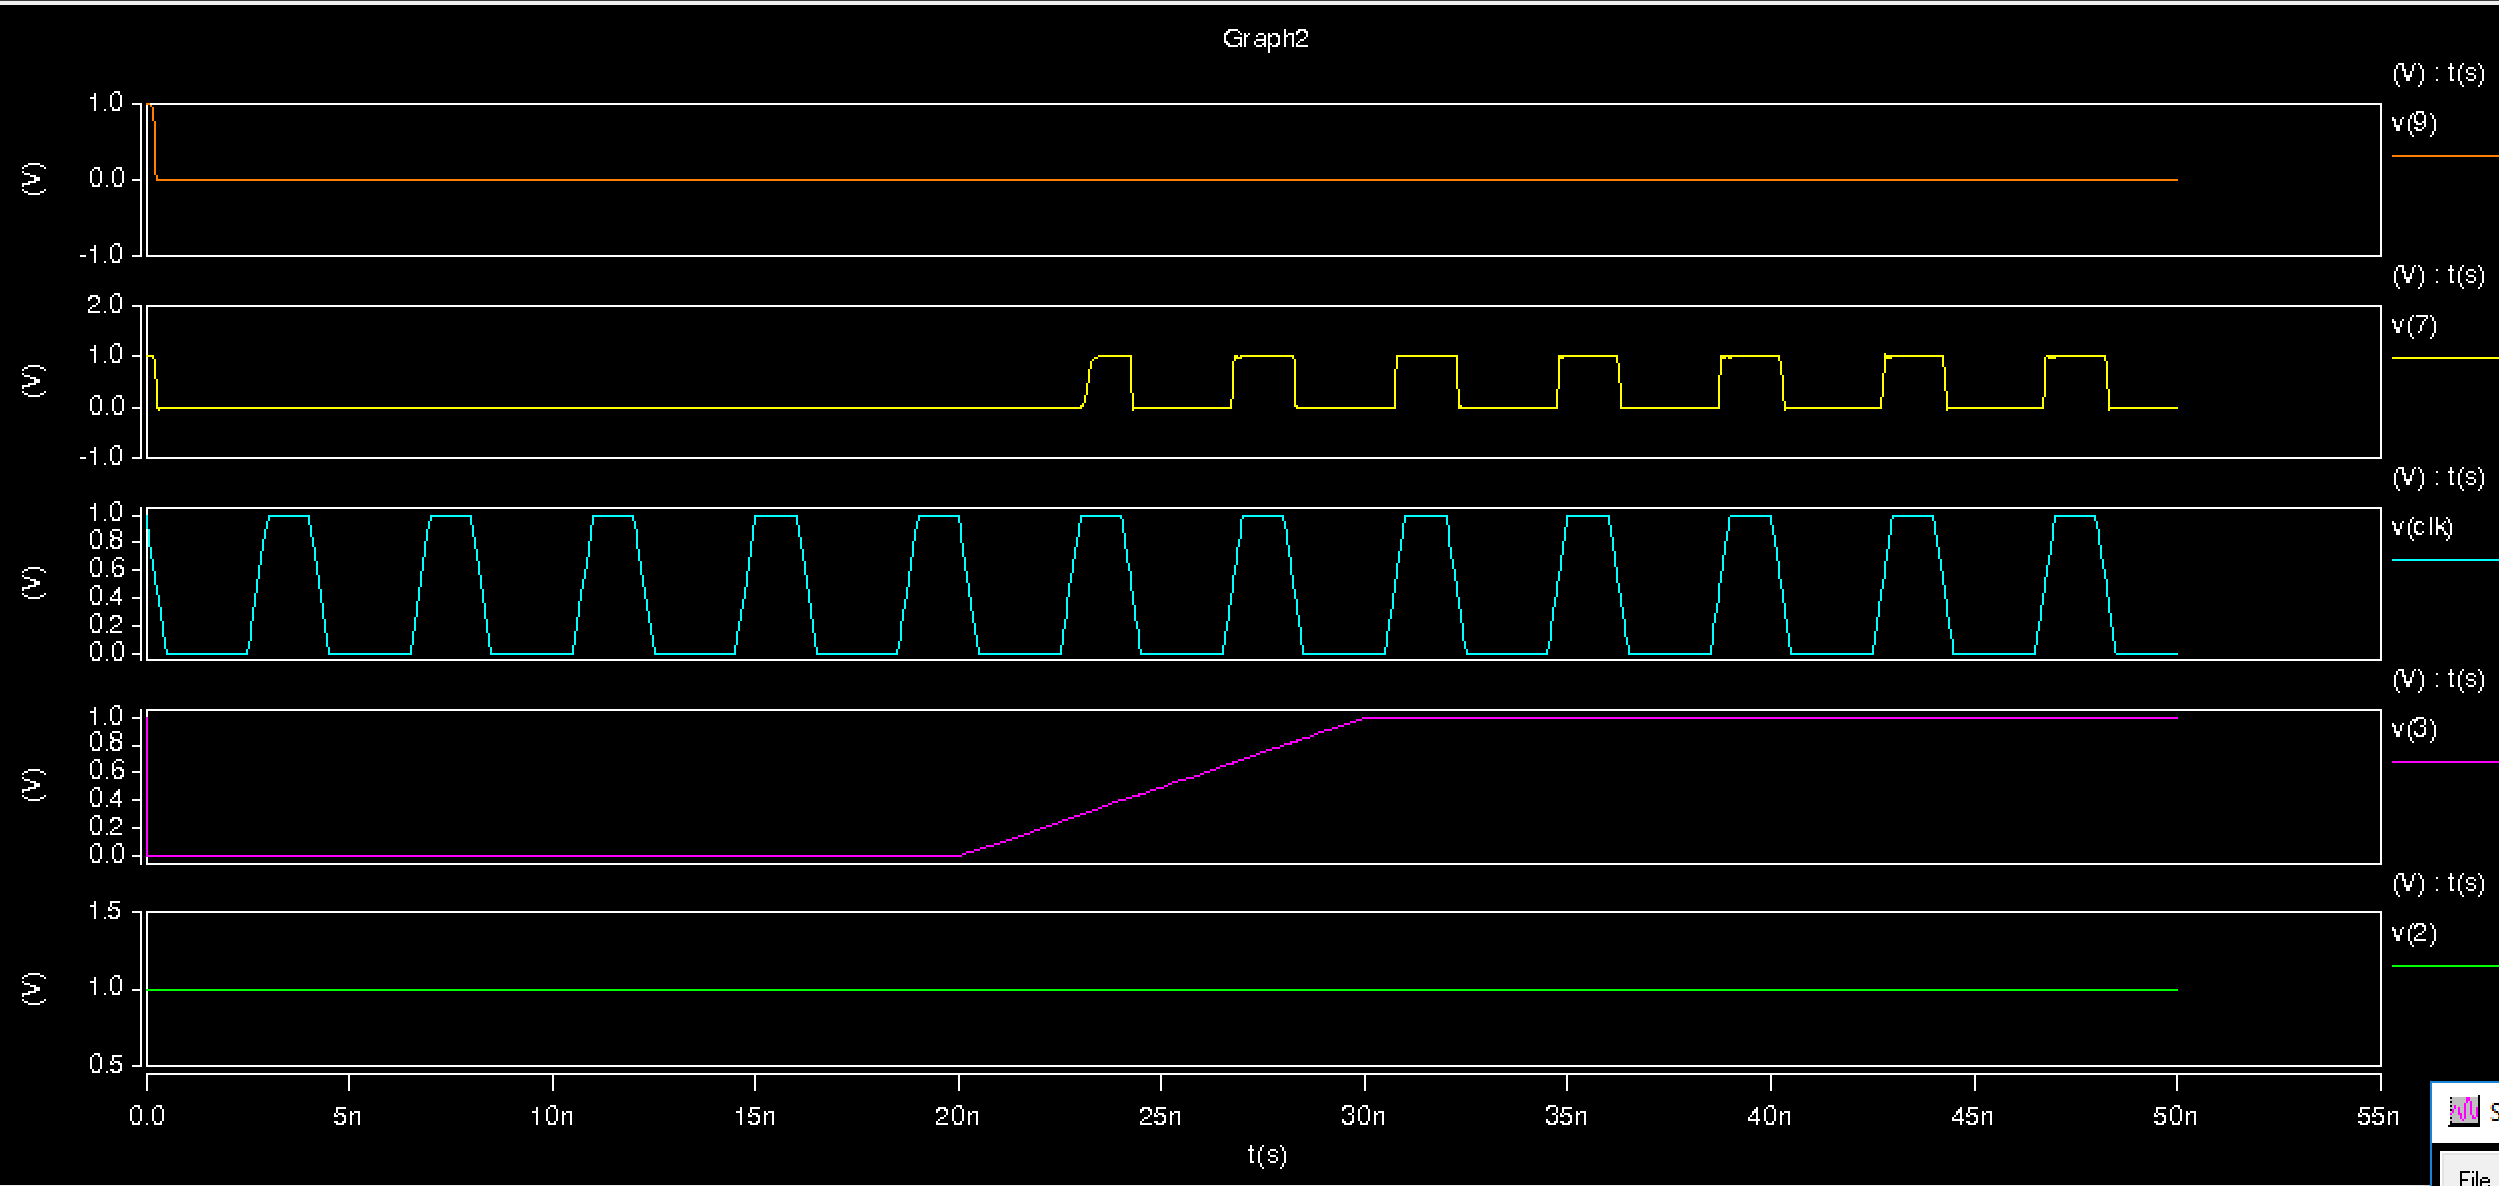 Graph2
(V) : t(s)
1.0
v(9)
(V)
0.0
-1.0
(V) : t(s)
2.0
v(7)
1.0
(V)
0.0
-1.0
(V) : t(s)
1.0
v(clk)
0.8
0.6
(V)
0.4
0.2
0.0
(V) : t(s)
1.0
v(3)
0.8
0.6
(V)
0.4
0.2
0.0
(V) : t(s)
1.5
v(2)
1.0
(V)
0.5
0.0 5n 10n 15n 20n 25n 30n 35n 40n 45n 50n 55n
t(s)
File